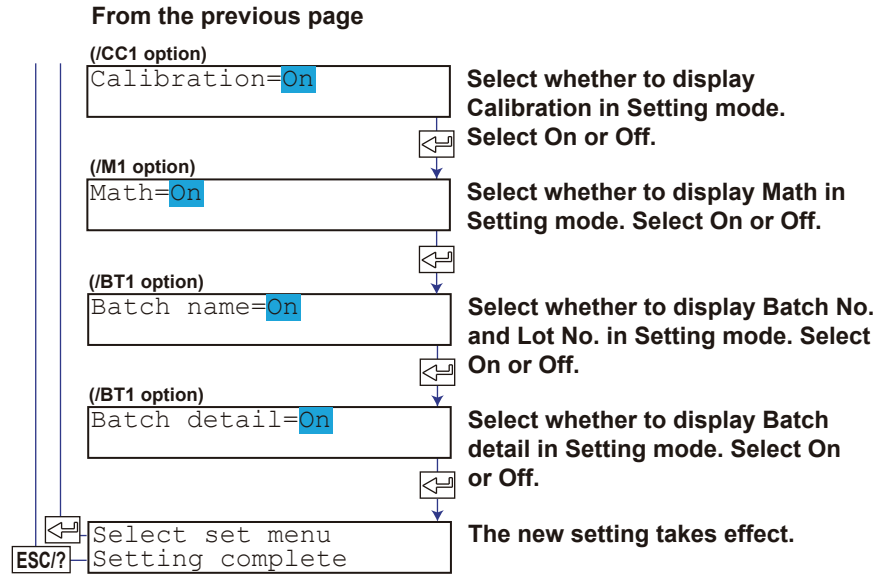 From the previous page
(/CC1 option)
Calibration=On
Select whether to display
Calibration in Setting mode.
Select On or Off.
(/M1 option)
Math=On
Select whether to display Math in
Setting mode. Select On or Off.
(/BT1 option)
Batch name=On
Select whether to display Batch No.
and Lot No. in Setting mode. Select
On or Off.
(/BT1 option)
Batch detail=On
Select whether to display Batch
detail in Setting mode. Select On
or Off.
Select set menu
Setting complete
The new setting takes effect.
ESC/?